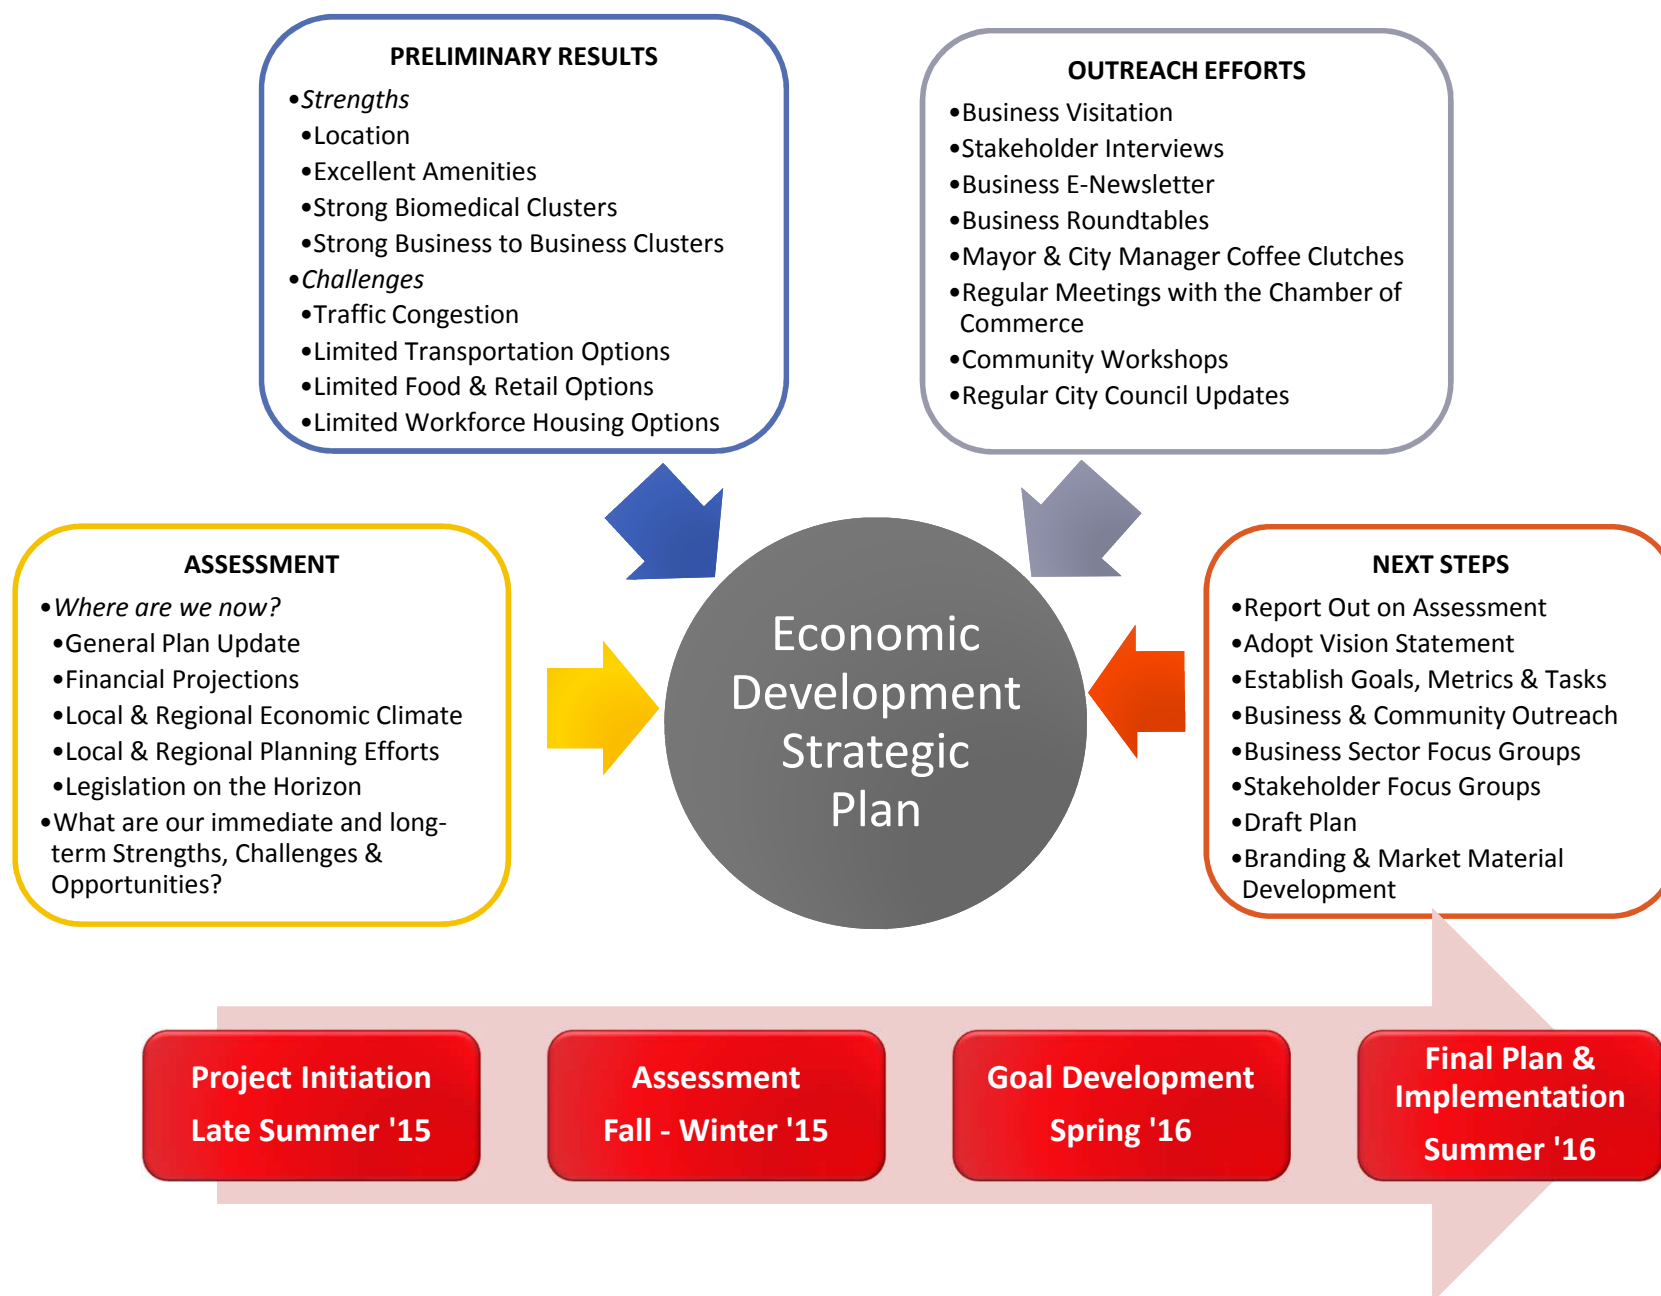 PRELIMINARY RESULTS
•Strengths
•Location
•Excellent Amenities
•Strong Biomedical Clusters
•Strong Business to Business Clusters
•Challenges
•Traffic Congestion
•Limited Transportation Options
•Limited Food & Retail Options
•Limited Workforce Housing Options
OUTREACH EFFORTS
•Business Visitation
•Stakeholder Interviews
•Business E-Newsletter
•Business Roundtables
•Mayor & City Manager Coffee Clutches
•Regular Meetings with the Chamber of
Commerce
•Community Workshops
•Regular City Council Updates
ASSESSMENT
•Where are we now?
•General Plan Update
•Financial Projections
•Local & Regional Economic Climate
•Local & Regional Planning Efforts
•Legislation on the Horizon
•What are our immediate and long-
term Strengths, Challenges &
Opportunities?
Economic
Development
Strategic
Plan
NEXT STEPS
•Report Out on Assessment
•Adopt Vision Statement
•Establish Goals, Metrics & Tasks
•Business & Community Outreach
•Business Sector Focus Groups
•Stakeholder Focus Groups
•Draft Plan
•Branding & Market Material
Development
Project Initiation
Late Summer '15
Assessment
Fall - Winter '15
Goal Development
Spring '16
Final Plan &
Implementation
Summer '16